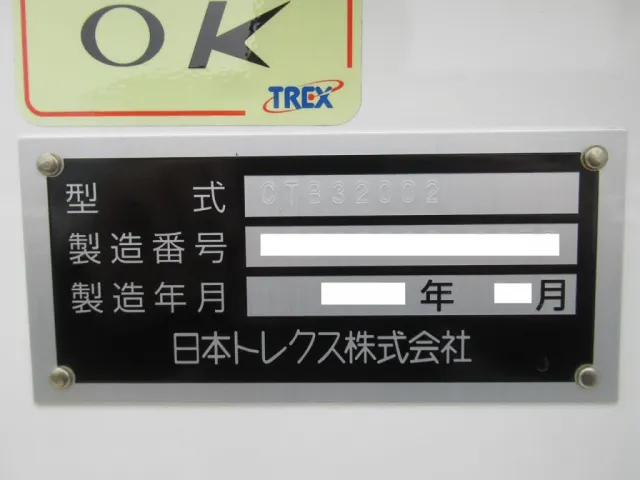 OK
TREX
型式 CTB32002
製造番号
製造年月 年 月
日本トレクス株式会社